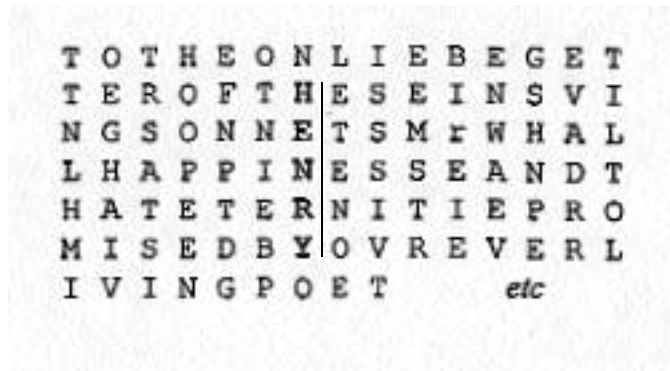 T O T H E O N L I E B E G E T
T E R O F T H E S E I N S V I
N G S O N N E T S M r W H A L
L H A P P I N E S S E A N D T
H A T E T E R N I T I E P R O
M I S E D B Y O V R E V E R L
I V I N G P O E T etc